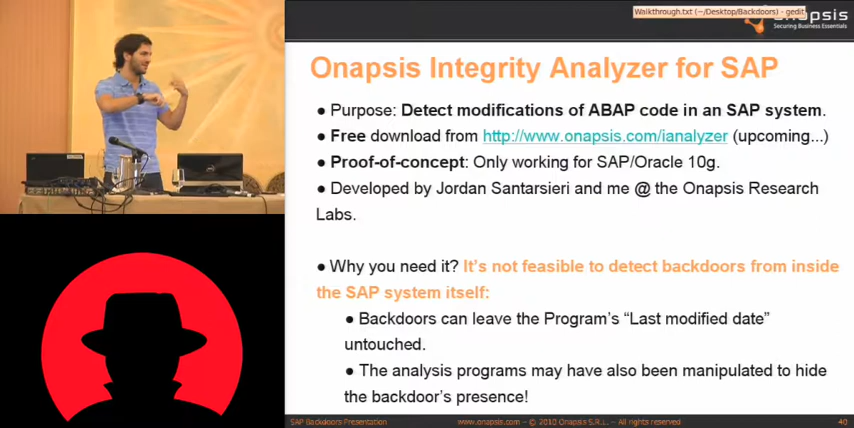 Walkthrough.txt (~/Desktop/Backdoors) - gedit
onapsis
Securing Business Essentials
Onapsis Integrity Analyzer for SAP
● Purpose: Detect modifications of ABAP code in an SAP system.
● Free download from http://www.onapsis.com/ianalyzer (upcoming...)
● Proof-of-concept: Only working for SAP/Oracle 10g.
● Developed by Jordan Santarsieri and me @ the Onapsis Research
Labs.
● Why you need it? It's not feasible to detect backdoors from inside
the SAP system itself:
● Backdoors can leave the Program's “Last modified date”
untouched.
● The analysis programs may have also been manipulated to hide
the backdoor's presence!
SAP Backdoors Presentation
www.onapsis.com – © 2010 Onapsis S.R.L. – All rights reserved
40